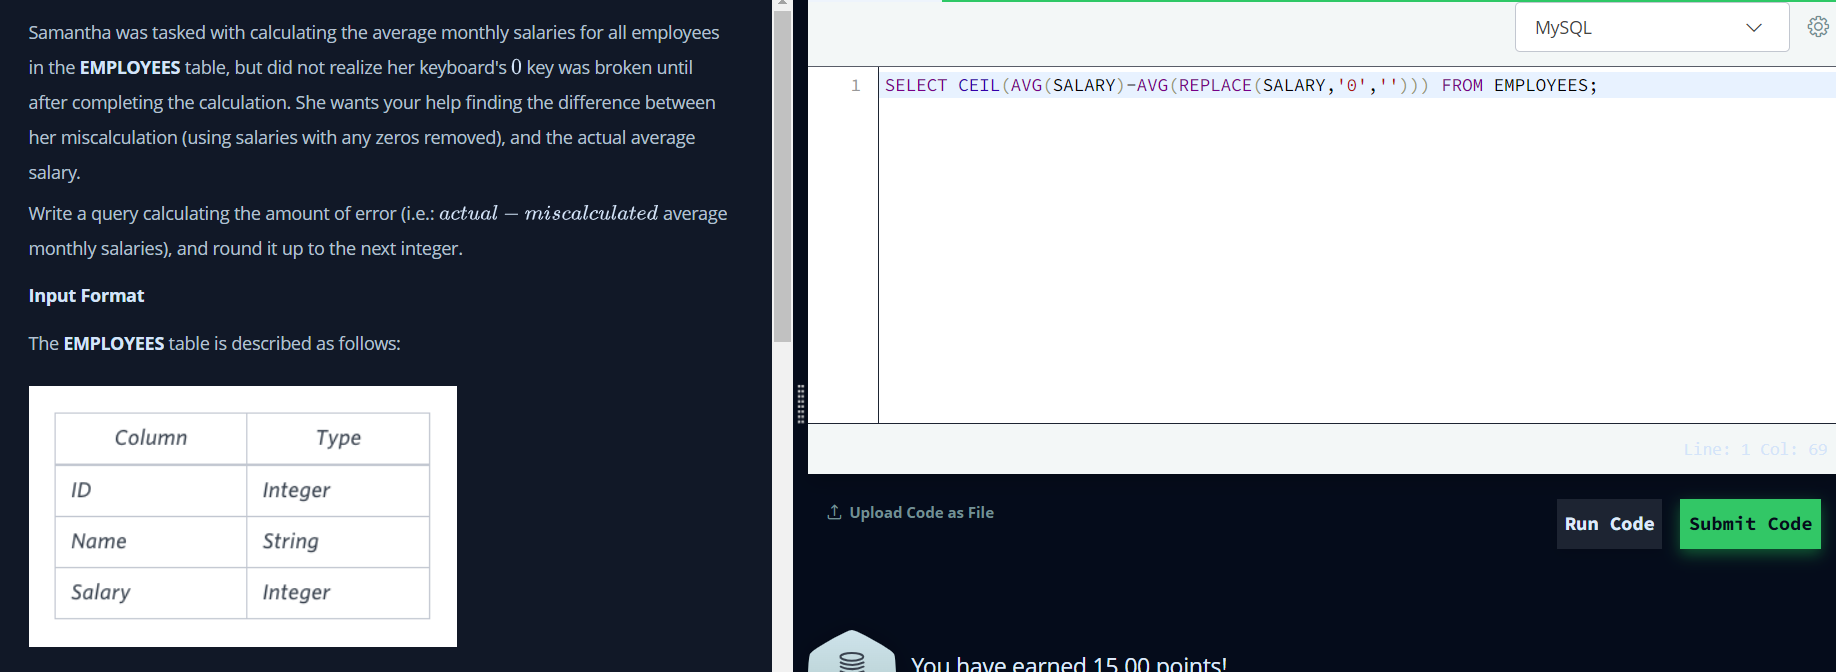 Samantha was tasked with calculating the average monthly salaries for all employees
in the EMPLOYEES table, but did not realize her keyboard's 0 key was broken until
after completing the calculation. She wants your help finding the difference between
her miscalculation (using salaries with any zeros removed), and the actual average
salary.
Write a query calculating the amount of error (i.e.: actual − miscalculated average
monthly salaries), and round it up to the next integer.
Input Format
The EMPLOYEES table is described as follows:
Column Type
ID Integer
Name String
Salary Integer
MySQL
1 SELECT CEIL(AVG(SALARY)-AVG(REPLACE(SALARY,'0',''))) FROM EMPLOYEES;
Line: 1 Col: 69
Upload Code as File
Run Code
Submit Code
You have earned 15.00 points!